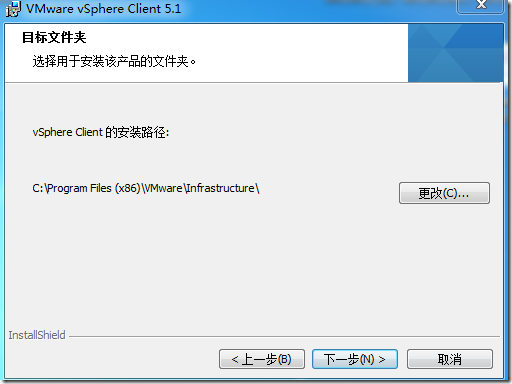 VMware vSphere Client 5.1
目标文件夹
选择用于安装该产品的文件夹。
vSphere Client 的安装路径:
C:\Program Files (x86)\VMware\Infrastructure\
更改(C)...
InstallShield
< 上一步(B)
下一步(N) >
取消